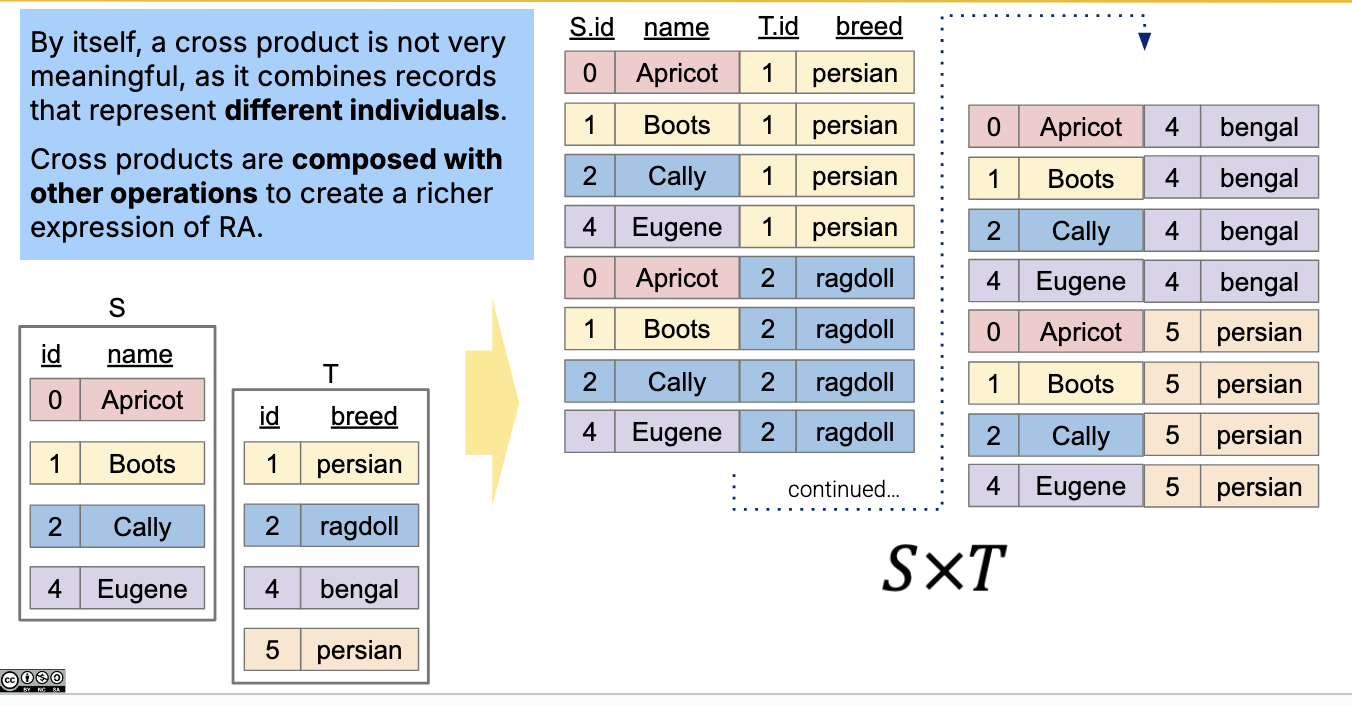 By itself, a cross product is not very
meaningful, as it combines records
that represent different individuals.
Cross products are composed with
other operations to create a richer
expression of RA.
S
id name
0 Apricot
1 Boots
2 Cally
4 Eugene
T
id breed
1 persian
2 ragdoll
4 bengal
5 persian
S.id name T.id breed
0 Apricot 1 persian
1 Boots 1 persian
2 Cally 1 persian
4 Eugene 1 persian
0 Apricot 2 ragdoll
1 Boots 2 ragdoll
2 Cally 2 ragdoll
4 Eugene 2 ragdoll
continued...
0 Apricot 4 bengal
1 Boots 4 bengal
2 Cally 4 bengal
4 Eugene 4 bengal
0 Apricot 5 persian
1 Boots 5 persian
2 Cally 5 persian
4 Eugene 5 persian
S×T
cc
BY NC SA